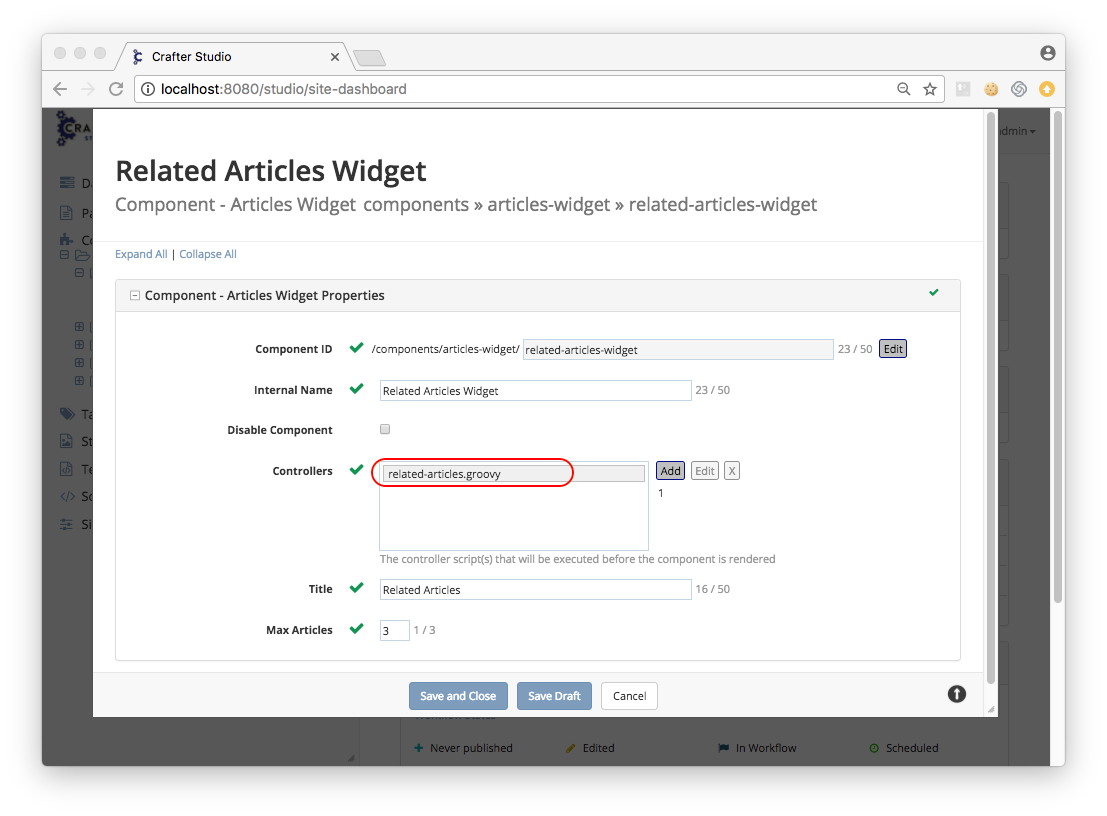 Crafter Studio
localhost:8080/studio/site-dashboard
CRA
admin
Related Articles Widget
Component - Articles Widget components » articles-widget » related-articles-widget
Expand All | Collapse All
Component - Articles Widget Properties
Component ID /components/articles-widget/ related-articles-widget 23 / 50 Edit
Internal Name Related Articles Widget 23 / 50
Disable Component
Controllers related-articles.groovy Add Edit X
1
The controller script(s) that will be executed before the component is rendered
Title Related Articles 16 / 50
Max Articles 3 1 / 3
Save and Close Save Draft Cancel
Never published Edited In Workflow Scheduled